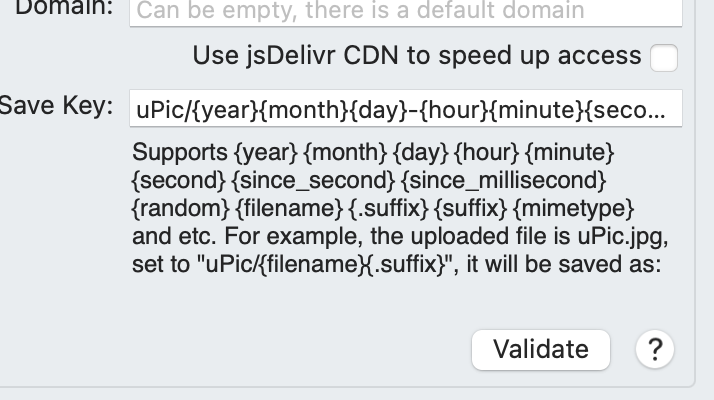 Domain: Can be empty, there is a default domain
Use jsDelivr CDN to speed up access
Save Key: uPic/{year}{month}{day}-{hour}{minute}{seco...
Supports {year} {month} {day} {hour} {minute}
{second} {since_second} {since_millisecond}
{random} {filename} {.suffix} {suffix} {mimetype}
and etc. For example, the uploaded file is uPic.jpg,
set to "uPic/{filename}{.suffix}", it will be saved as:
Validate ?